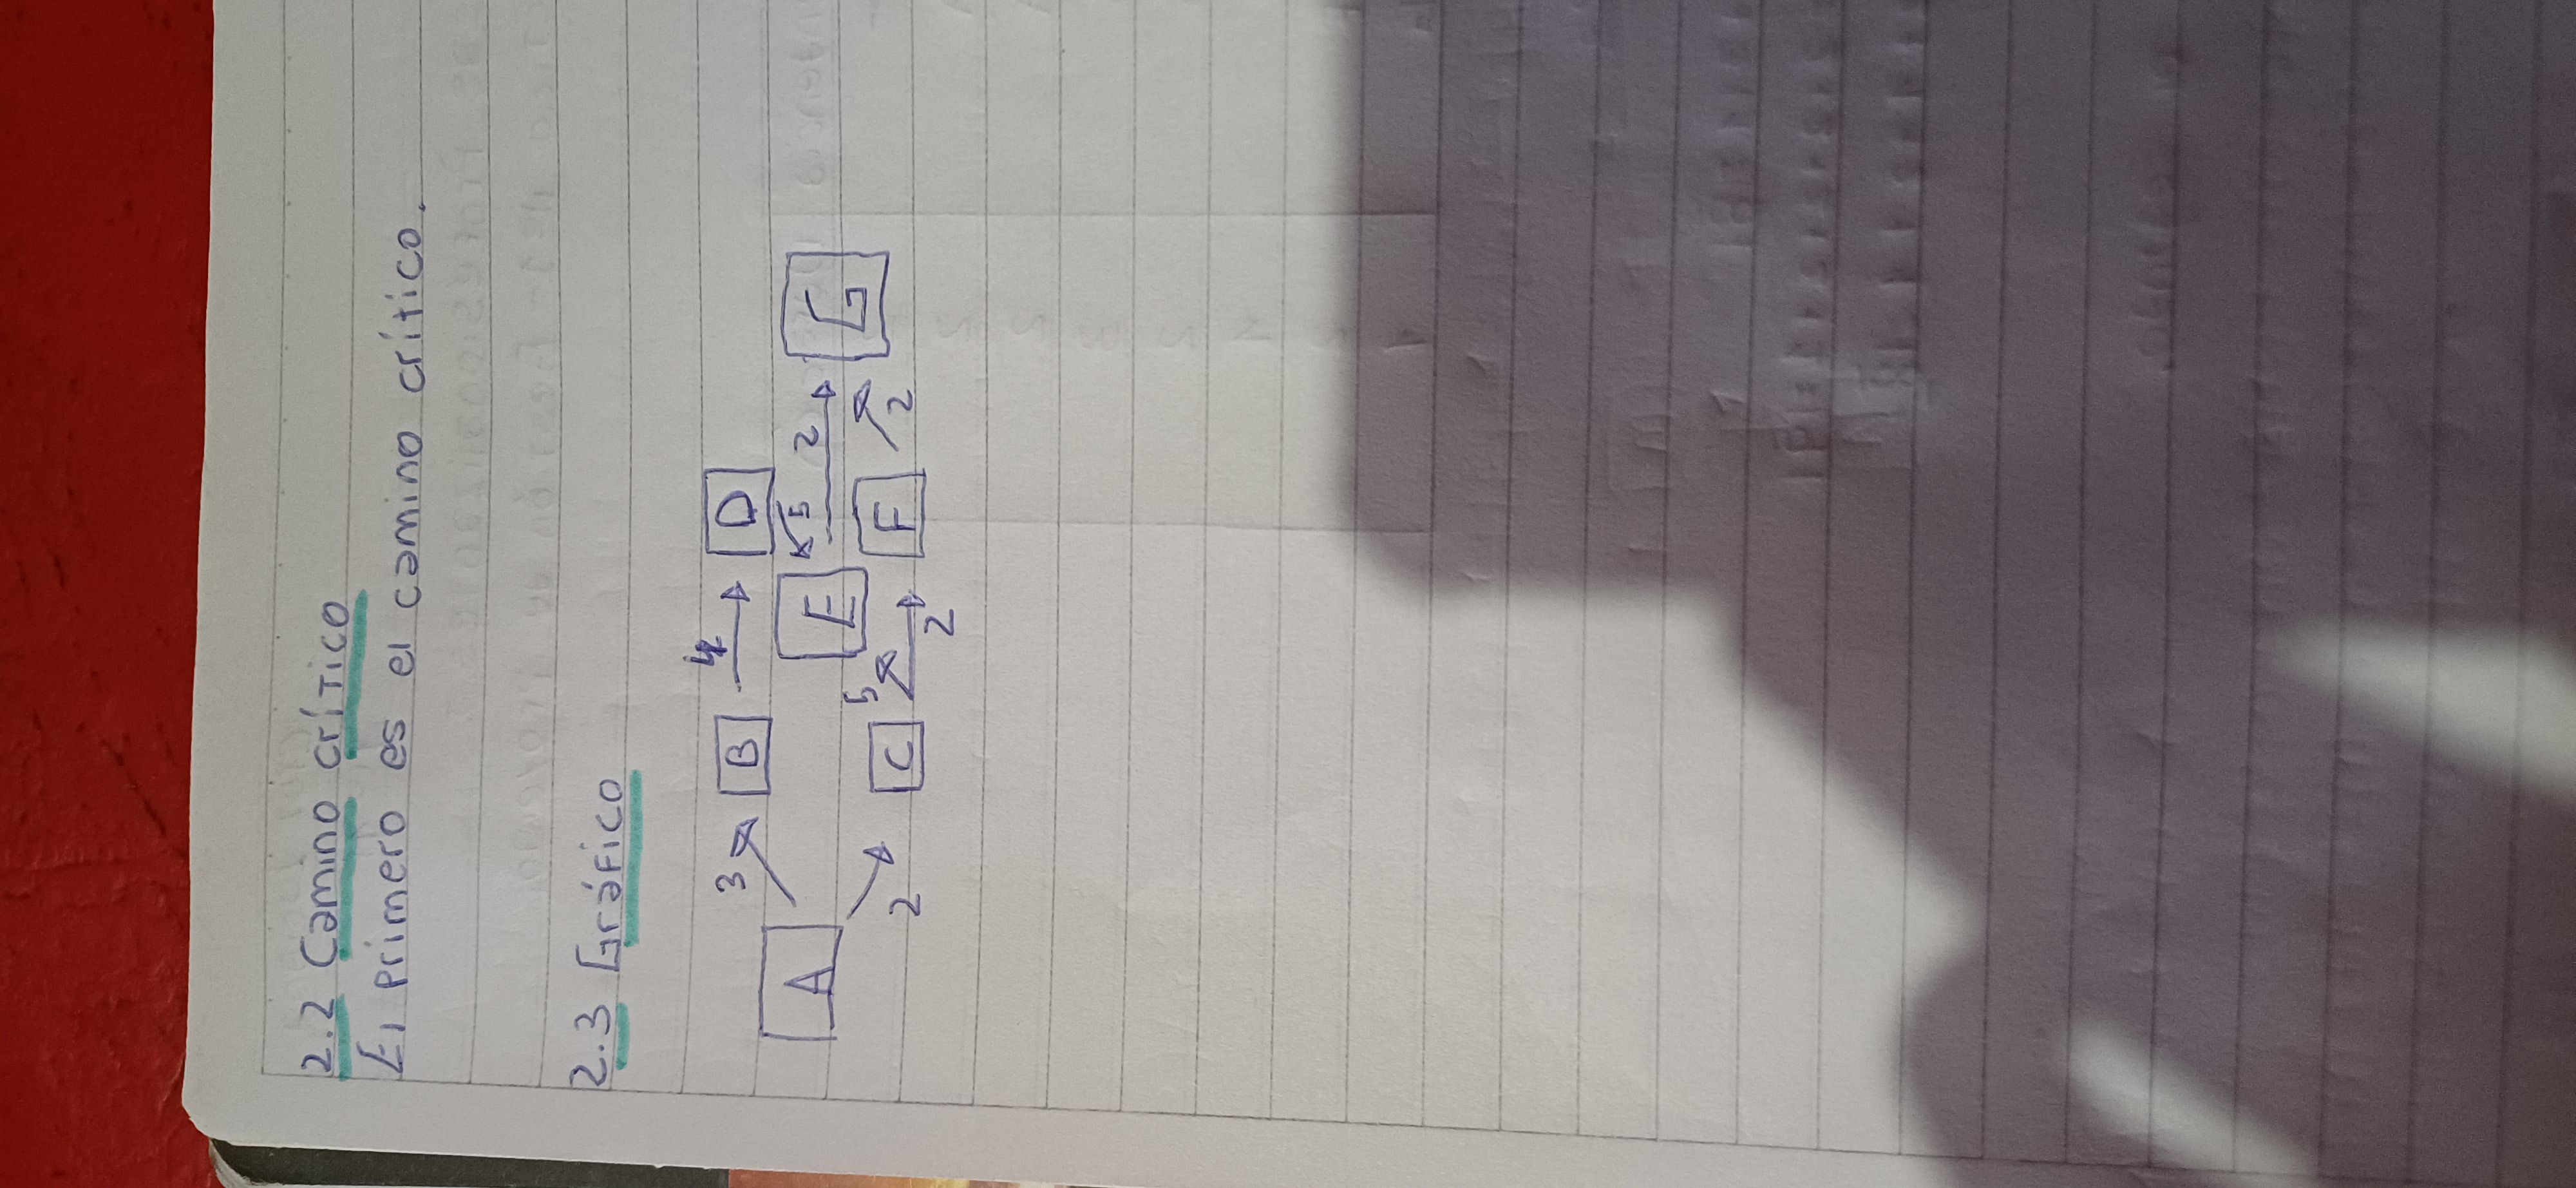 2.2 Camino crítico
El primero es el camino crítico.
2.3 Gráfico
3 B 4 D
A E 5 2 G
2 C 5 2 F 2